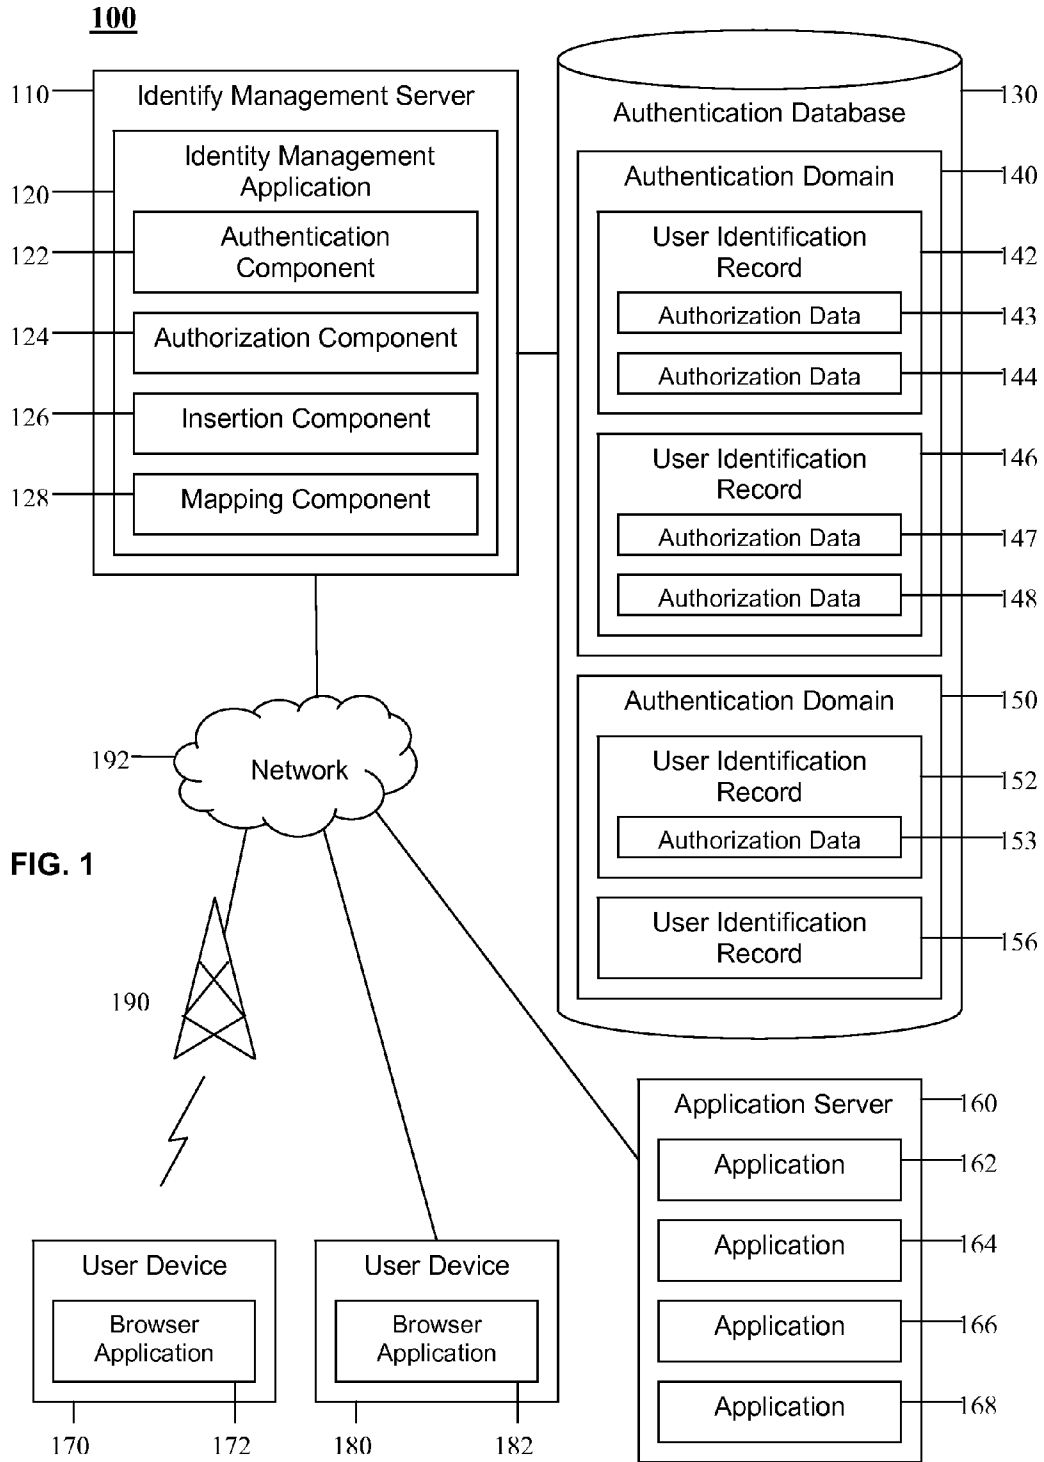 100
110
Identify Management Server
120
Identity Management
Application
122
Authentication
Component
124
Authorization Component
126
Insertion Component
128
Mapping Component
Authentication Database
130
Authentication Domain
140
User Identification
Record
142
Authorization Data
143
Authorization Data
144
User Identification
Record
146
Authorization Data
147
Authorization Data
148
Authentication Domain
150
User Identification
Record
152
Authorization Data
153
User Identification
Record
156
192
Network
FIG. 1
190
Application Server
160
Application
162
Application
164
Application
166
Application
168
User Device
Browser
Application
170
172
User Device
Browser
Application
180
182